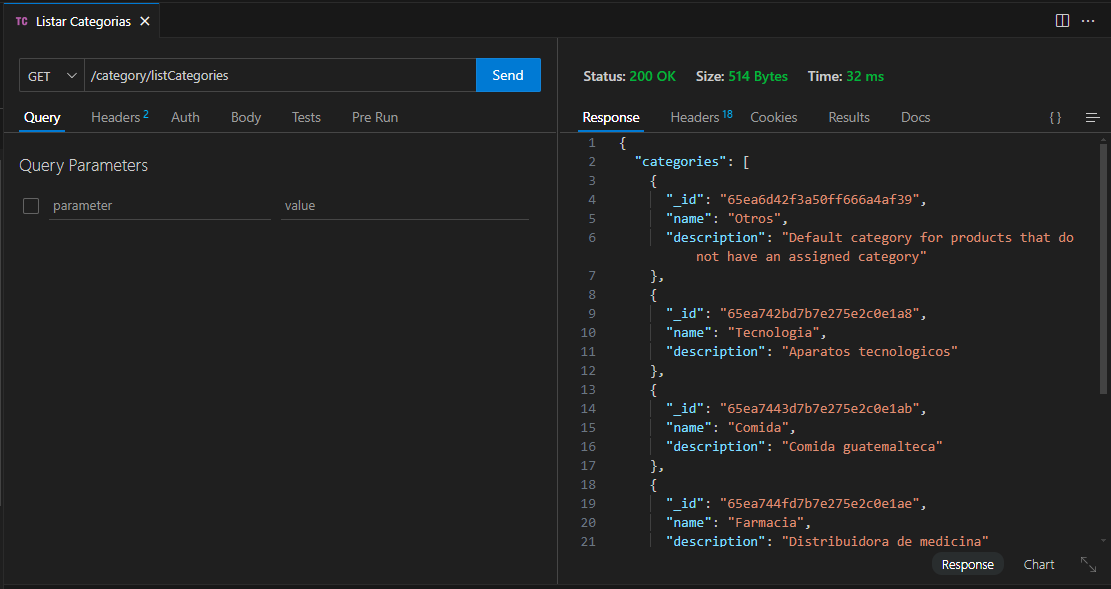 TC Listar Categorias
GET /category/listCategories Send
Query Headers 2 Auth Body Tests Pre Run
Query Parameters
parameter value
Status: 200 OK Size: 514 Bytes Time: 32 ms
Response Headers 18 Cookies Results Docs { }
1 {
2 "categories": [
3 {
4 "_id": "65ea6d42f3a50ff666a4af39",
5 "name": "Otros",
6 "description": "Default category for products that do
not have an assigned category"
7 },
8 {
9 "_id": "65ea742bd7b7e275e2c0e1a8",
10 "name": "Tecnologia",
11 "description": "Aparatos tecnologicos"
12 },
13 {
14 "_id": "65ea7443d7b7e275e2c0e1ab",
15 "name": "Comida",
16 "description": "Comida guatemalteca"
17 },
18 {
19 "_id": "65ea744fd7b7e275e2c0e1ae",
20 "name": "Farmacia",
21 "description": "Distribuidora de medicina"
Response Chart